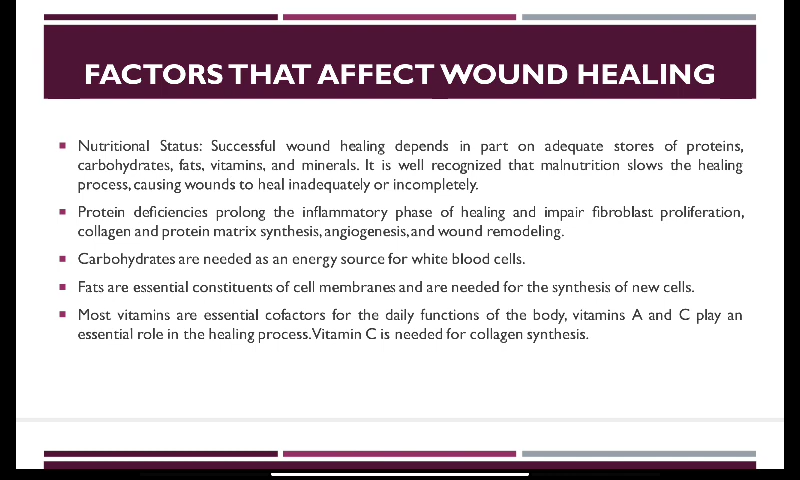 FACTORS THAT AFFECT WOUND HEALING
Nutritional Status: Successful wound healing depends in part on adequate stores of proteins,
carbohydrates, fats, vitamins, and minerals. It is well recognized that malnutrition slows the healing
process, causing wounds to heal inadequately or incompletely.
Protein deficiencies prolong the inflammatory phase of healing and impair fibroblast proliferation,
collagen and protein matrix synthesis, angiogenesis, and wound remodeling.
Carbohydrates are needed as an energy source for white blood cells.
Fats are essential constituents of cell membranes and are needed for the synthesis of new cells.
Most vitamins are essential cofactors for the daily functions of the body, vitamins A and C play an
essential role in the healing process. Vitamin C is needed for collagen synthesis.